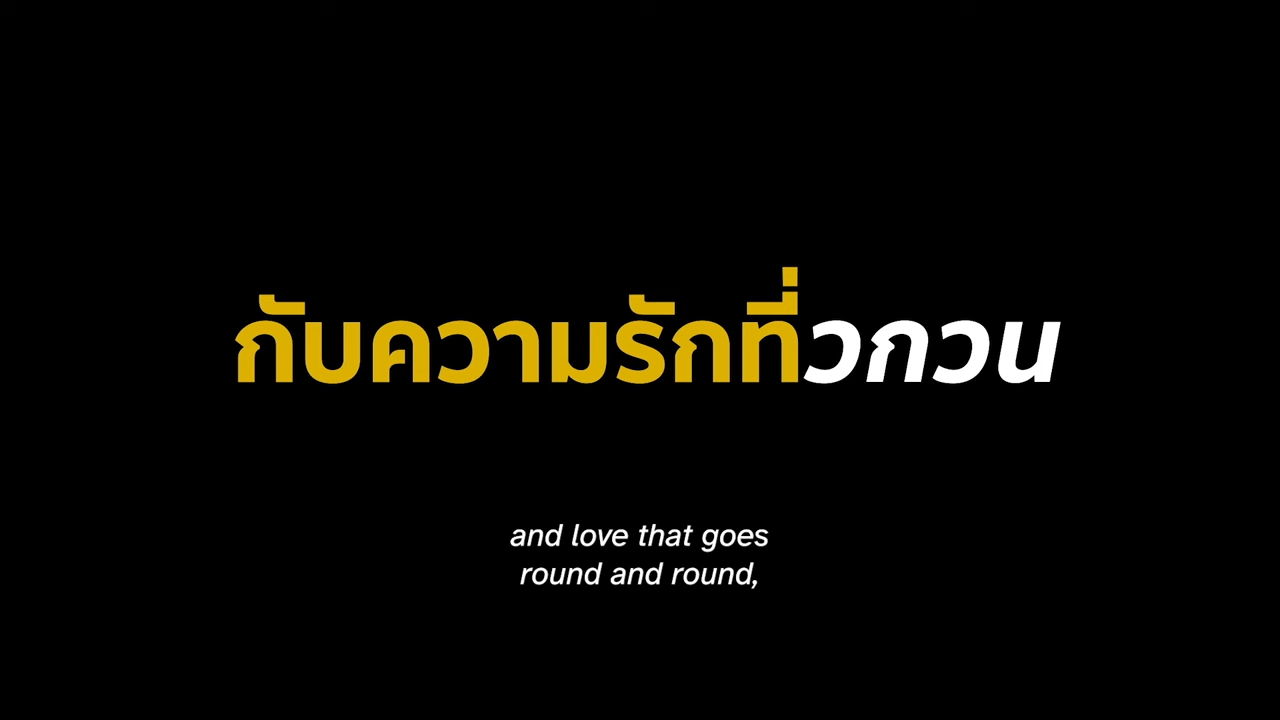 กับความรักที่วกวน
and love that goes
round and round,